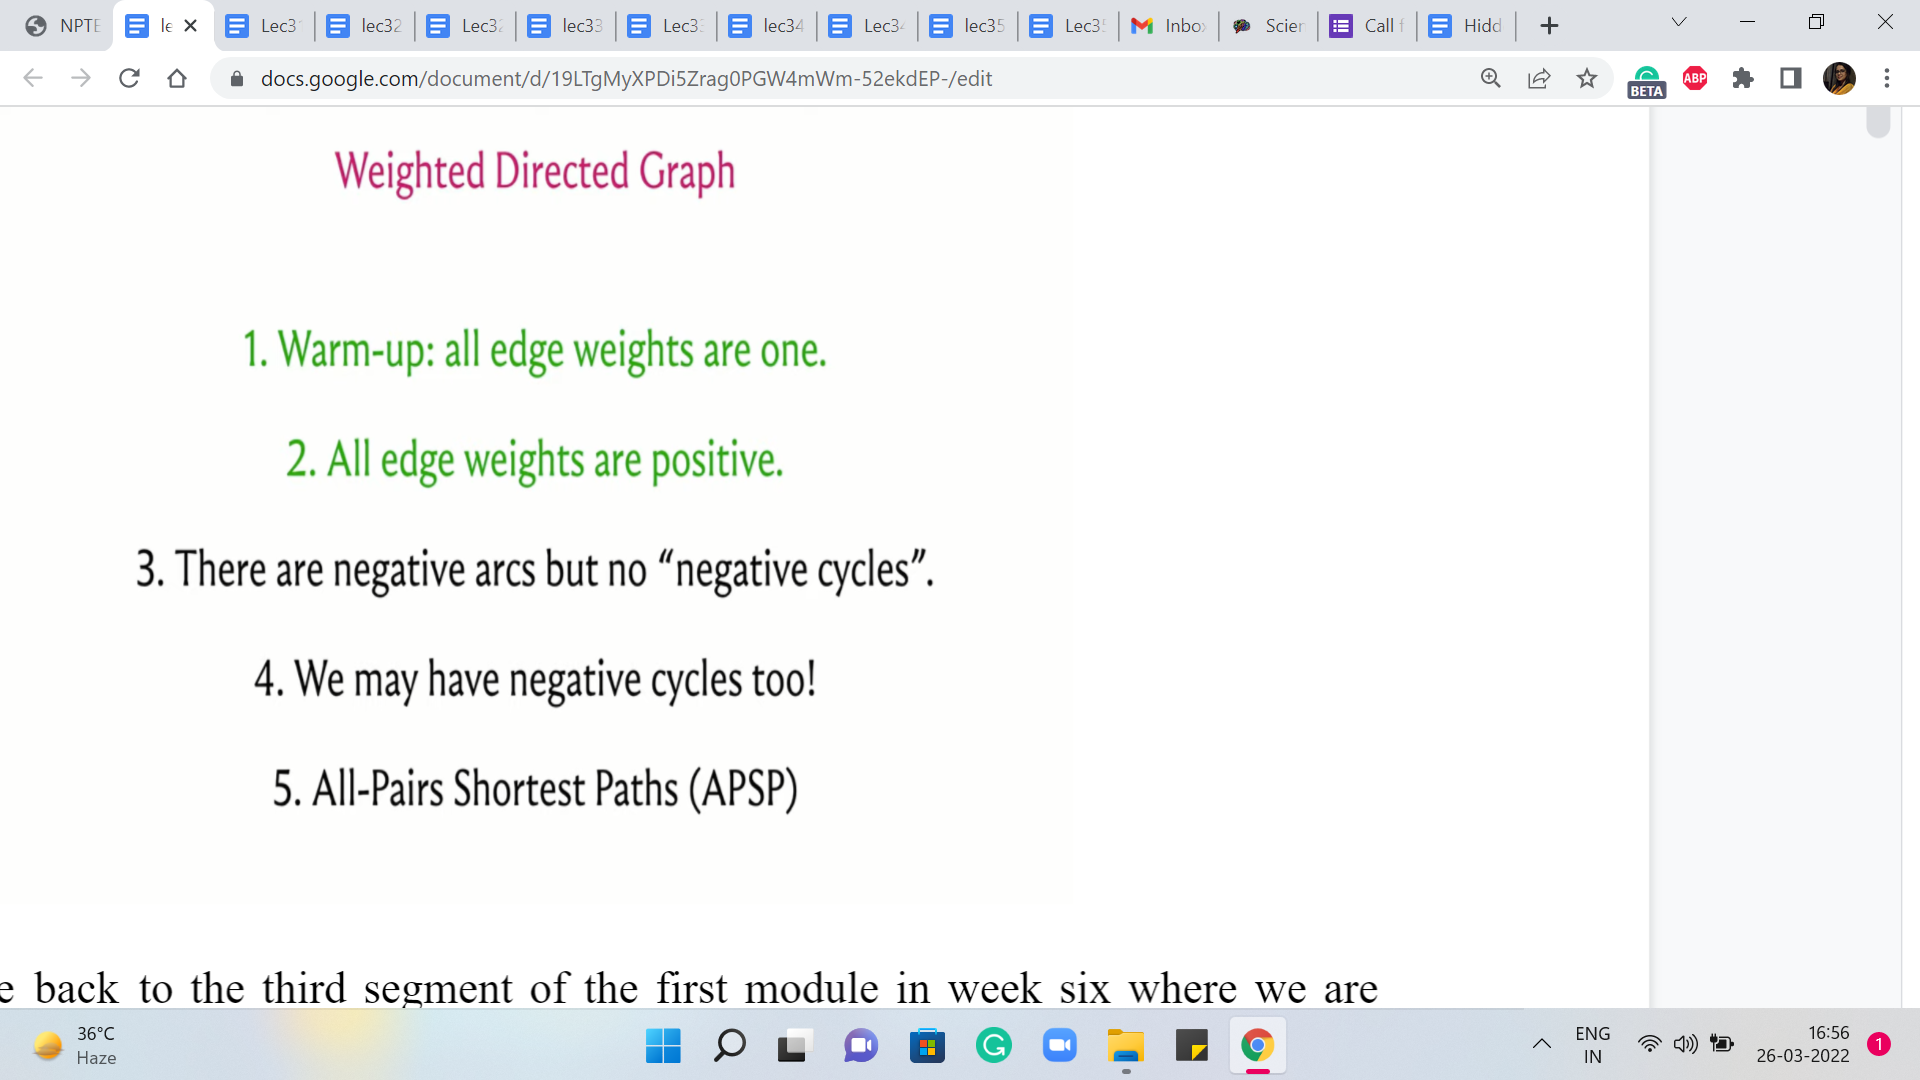 NPTE
le
Lec3
lec32
Lec3
lec33
Lec3
lec34
Lec3
lec35
Lec3
Inbo
Scien
Call f
Hidd
docs.google.com/document/d/19LTgMyXPDi5Zrag0PGW4mWm-52ekdEP-/edit
BETA
ABP
Weighted Directed Graph
1. Warm-up: all edge weights are one.
2. All edge weights are positive.
3. There are negative arcs but no “negative cycles”.
4. We may have negative cycles too!
5. All-Pairs Shortest Paths (APSP)
e back to the third segment of the first module in week six where we are
36°C
Haze
ENG
IN
16:56
26-03-2022
1